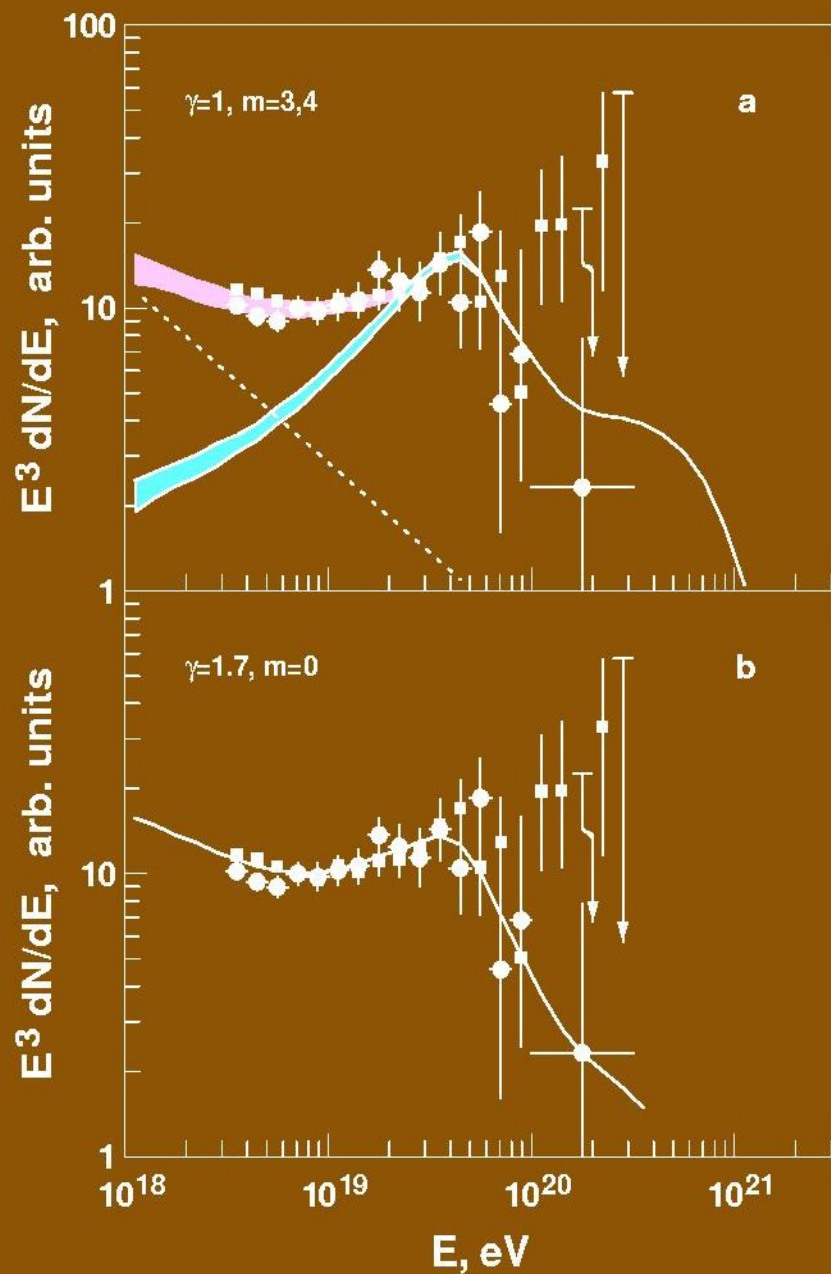 100
γ=1, m=3,4
a
E³ dN/dE, arb. units
10
1
γ=1.7, m=0
b
E³ dN/dE, arb. units
10
1
10¹⁸
10¹⁹
10²⁰
10²¹
E, eV